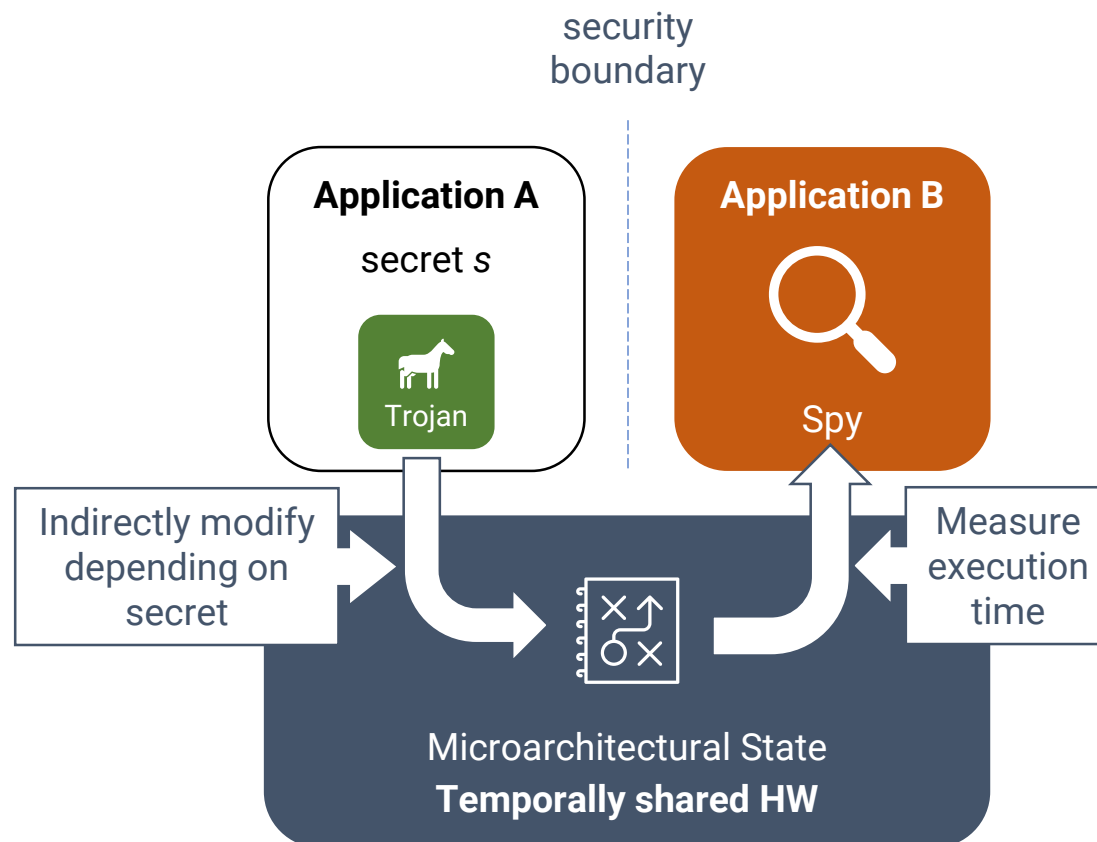 security
boundary
Application A
secret s
Trojan
Application B
Spy
Indirectly modify
depending on
secret
Measure
execution
time
Microarchitectural State
Temporally shared HW